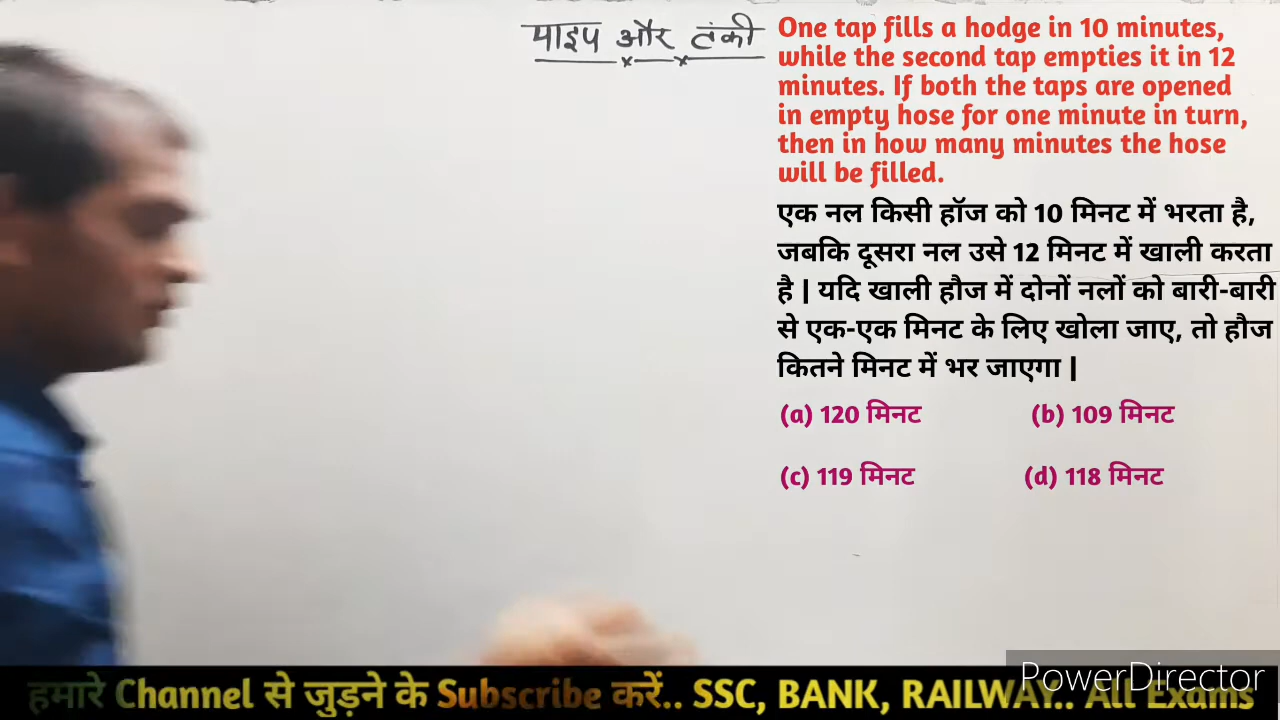 पाइप और टंकी
One tap fills a hodge in 10 minutes,
while the second tap empties it in 12
minutes. If both the taps are opened
in empty hose for one minute in turn,
then in how many minutes the hose
will be filled.
एक नल किसी हॉज को 10 मिनट में भरता है,
जबकि दूसरा नल उसे 12 मिनट में खाली करता
है | यदि खाली हौज में दोनों नलों को बारी-बारी
से एक-एक मिनट के लिए खोला जाए, तो हौज
कितने मिनट में भर जाएगा |
(a) 120 मिनट (b) 109 मिनट
(c) 119 मिनट (d) 118 मिनट
PowerDirector
हमारे Channel से जुड़ने के Subscribe करें.. SSC, BANK, RAILWAY.. All Exams